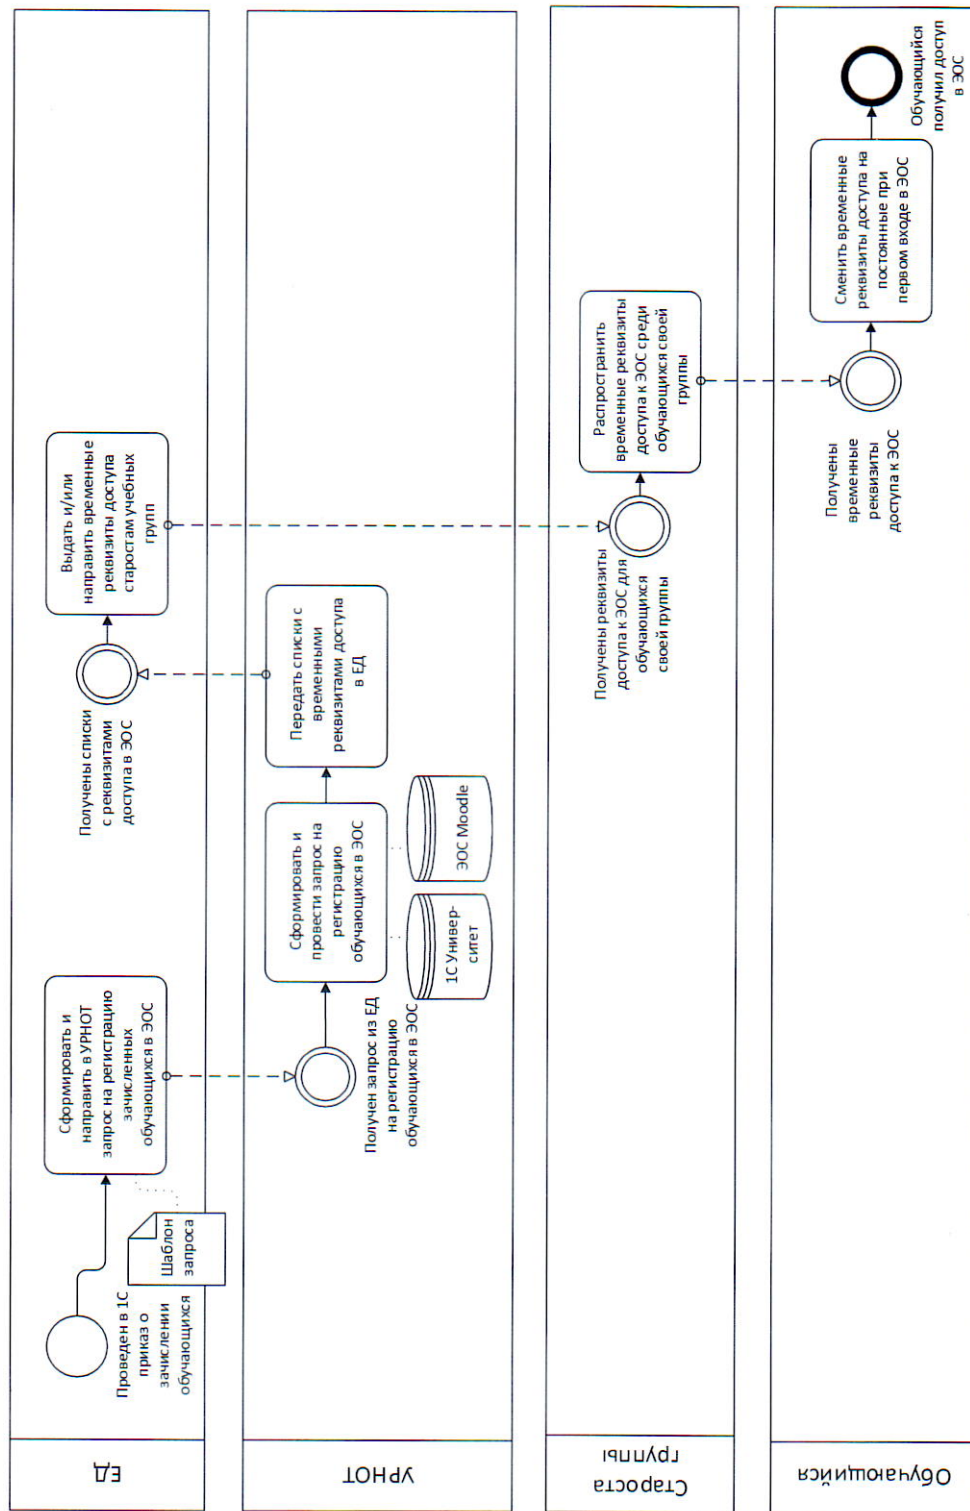 ЕД
Проведен в 1С
приказ о
зачислении
обучающихся
Шаблон
запроса
Сформировать и
направить в УРНОТ
запрос на регистрацию
зачисленных
обучающихся в ЭОС
Получены списки
с реквизитами
доступа в ЭОС
Выдать и/или
направить временные
реквизиты доступа
старостам учебных
групп
УРНОТ
Получен запрос из ЕД
на регистрацию
обучающихся в ЭОС
Сформировать и
провести запрос на
регистрацию
обучающихся в ЭОС
1С Универ-
ситет
ЭОС Moodle
Передать списки с
временными
реквизитами доступа
в ЕД
Староста
группы
Получены реквизиты
доступа к ЭОС для
обучающихся
своей группы
Распространить
временные реквизиты
доступа к ЭОС среди
обучающихся своей
группы
Обучающийся
Получены
временные
реквизиты
доступа к ЭОС
Сменить временные
реквизиты доступа на
постоянные при
первом входе в ЭОС
Обучающийся
получил доступ
в ЭОС